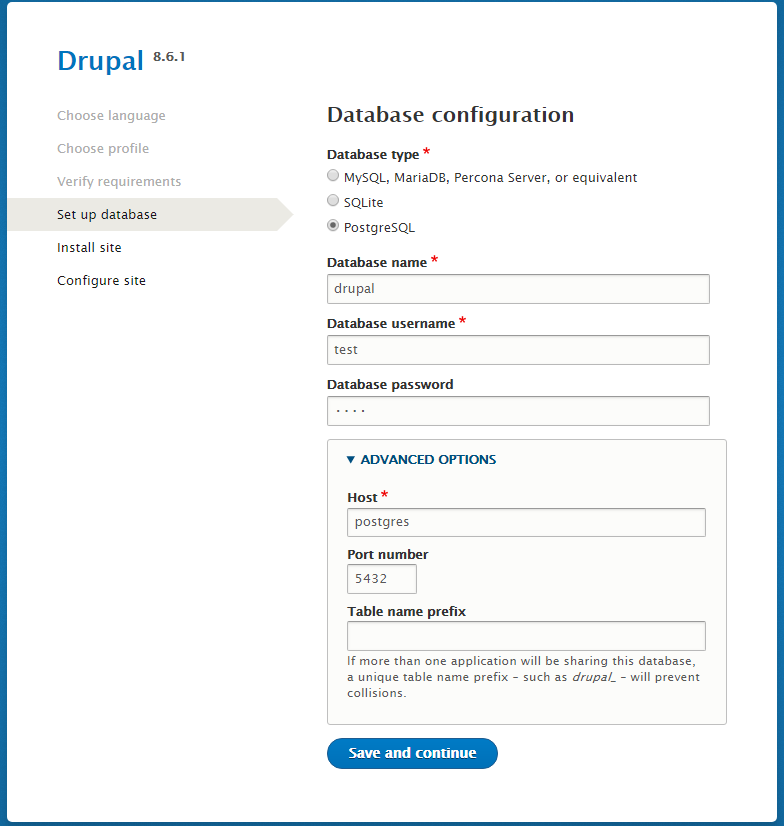 Drupal 8.6.1
Choose language
Choose profile
Verify requirements
Set up database
Install site
Configure site
Database configuration
Database type *
MySQL, MariaDB, Percona Server, or equivalent
SQLite
PostgreSQL
Database name *
drupal
Database username *
test
Database password
····
▼ ADVANCED OPTIONS
Host *
postgres
Port number
5432
Table name prefix
If more than one application will be sharing this database,
a unique table name prefix – such as drupal_ – will prevent
collisions.
Save and continue